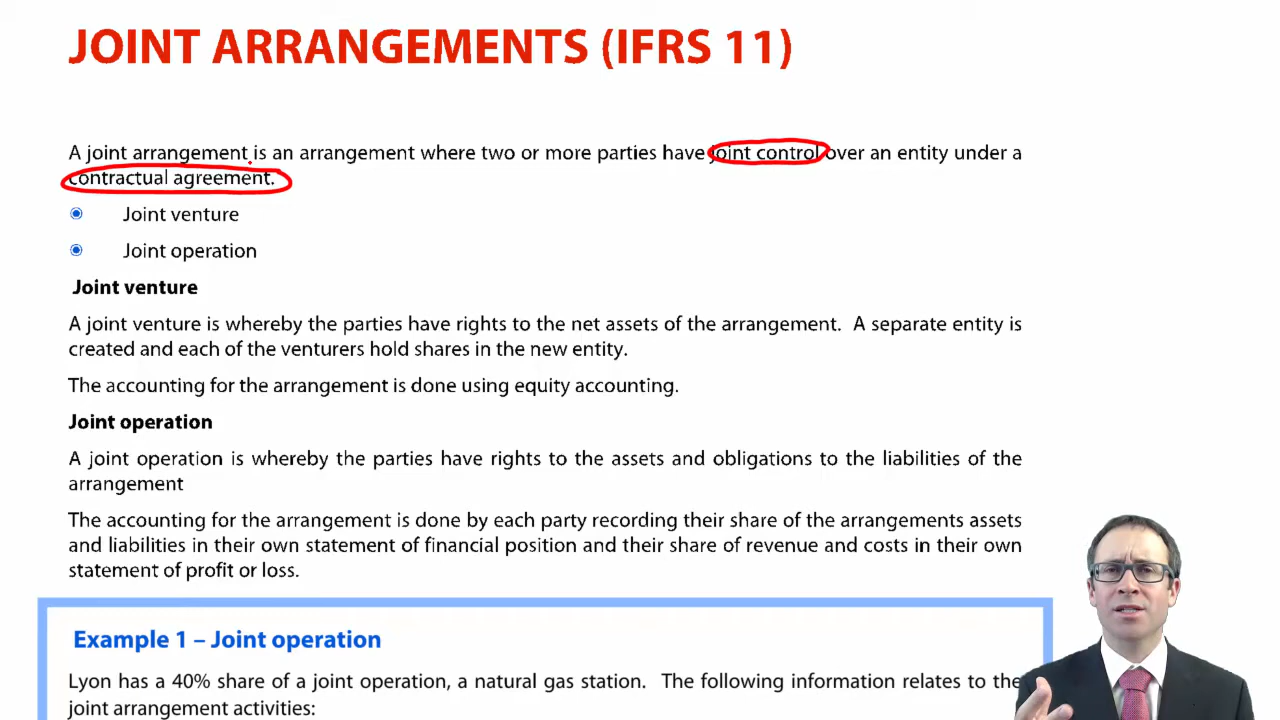 JOINT ARRANGEMENTS (IFRS 11)
A joint arrangement is an arrangement where two or more parties have joint control over an entity under a
contractual agreement.
Joint venture
Joint operation
Joint venture
A joint venture is whereby the parties have rights to the net assets of the arrangement. A separate entity is
created and each of the venturers hold shares in the new entity.
The accounting for the arrangement is done using equity accounting.
Joint operation
A joint operation is whereby the parties have rights to the assets and obligations to the liabilities of the
arrangement
The accounting for the arrangement is done by each party recording their share of the arrangements assets
and liabilities in their own statement of financial position and their share of revenue and costs in their own
statement of profit or loss.
Example 1 – Joint operation
Lyon has a 40% share of a joint operation, a natural gas station. The following information relates to the
joint arrangement activities: